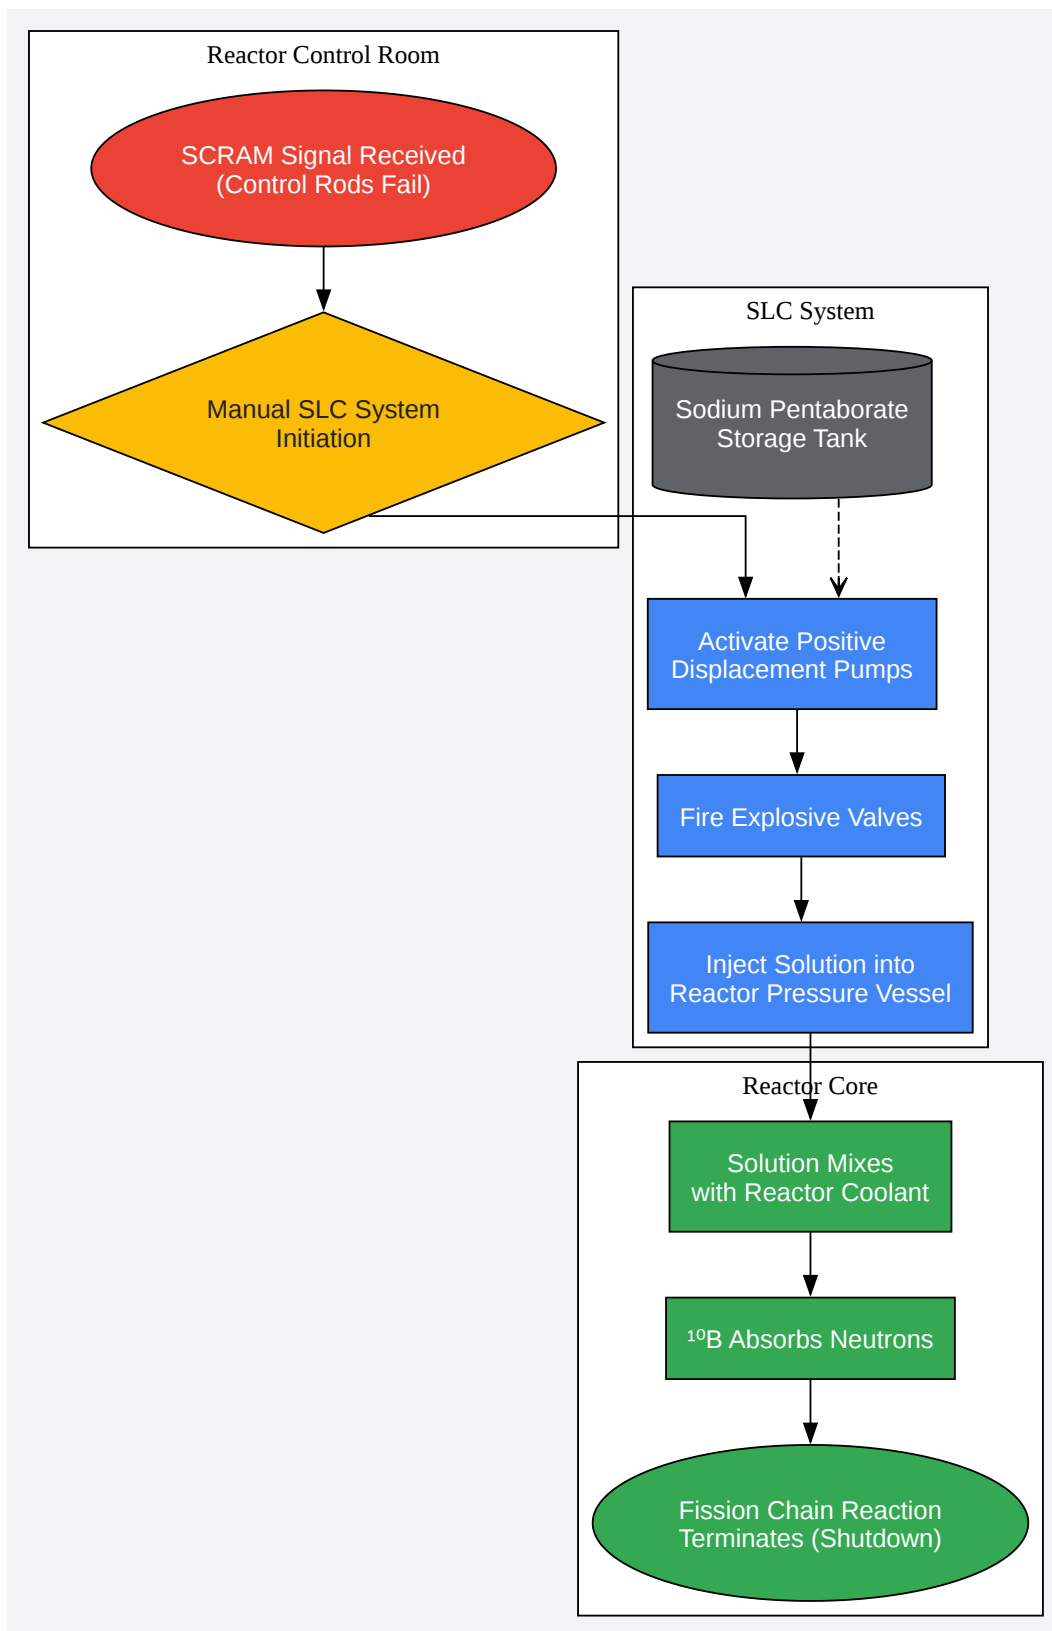 Reactor Control Room
SCRAM Signal Received
(Control Rods Fail)
Manual SLC System
Initiation
SLC System
Sodium Pentaborate
Storage Tank
Activate Positive
Displacement Pumps
Fire Explosive Valves
Inject Solution into
Reactor Pressure Vessel
Reactor Core
Solution Mixes
with Reactor Coolant
¹⁰B Absorbs Neutrons
Fission Chain Reaction
Terminates (Shutdown)